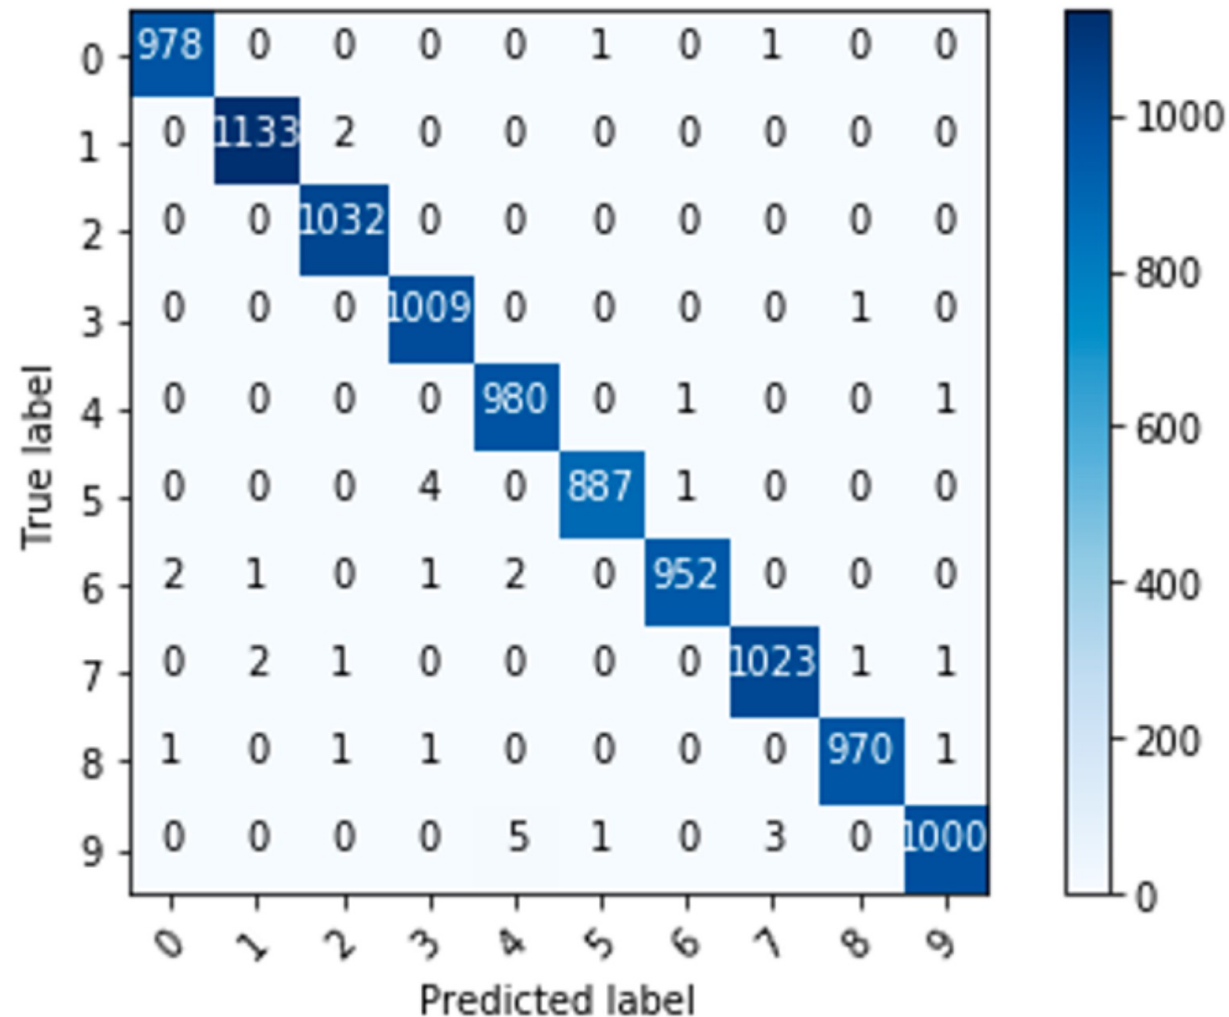 0 978 0 0 0 0 1 0 1 0 0
1 0 1133 2 0 0 0 0 0 0 0
2 0 0 1032 0 0 0 0 0 0 0
3 0 0 0 1009 0 0 0 0 1 0
4 0 0 0 0 980 0 1 0 0 1
5 0 0 0 4 0 887 1 0 0 0
6 2 1 0 1 2 0 952 0 0 0
7 0 2 1 0 0 0 0 1023 1 1
8 1 0 1 1 0 0 0 0 970 1
9 0 0 0 0 5 1 0 3 0 1000
0 1 2 3 4 5 6 7 8 9
Predicted label
True label
1000
800
600
400
200
0